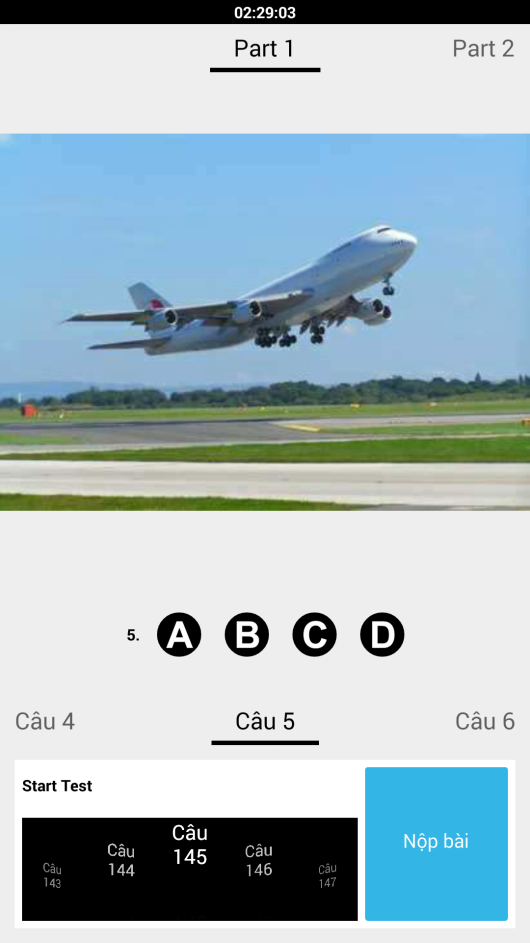 02:29:03
Part 1 Part 2
5. A B C D
Câu 4 Câu 5 Câu 6
Start Test
Câu 143 Câu 144 Câu 145 Câu 146 Câu 147
Nộp bài